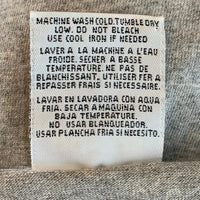 MACHINE WASH COLD. TUMBLE DRY
LOW. DO NOT BLEACH
USE COOL IRON IF NEEDED
LAVER A LA MACHINE A L'EAU
FROIDE. SECHER A BASSE
TEMPERATURE. NE PAS DE
BLANCHISSANT. UTILISER FER A
REPASSER FRAIS SI NECESSAIRE.
LAVAR EN LAVADORA CON AGUA
FRIA. SECAR A MAQUINA CON
BAJA TEMPERATURE.
NO USAR BLANQUEADOR.
USAR PLANCHA FRIA SI NECESITO.